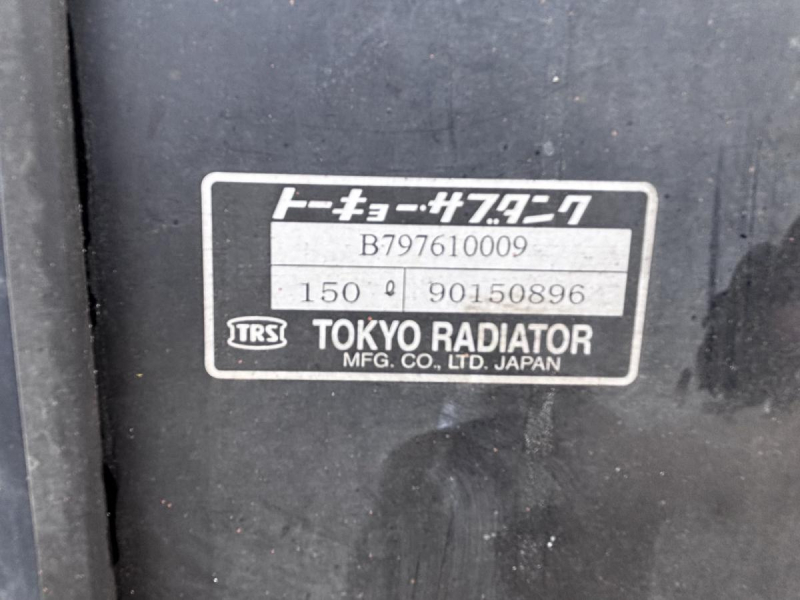 トーキョー・サブタンク
B797610009
150 ℓ 90150896
TRS TOKYO RADIATOR
MFG. CO., LTD. JAPAN